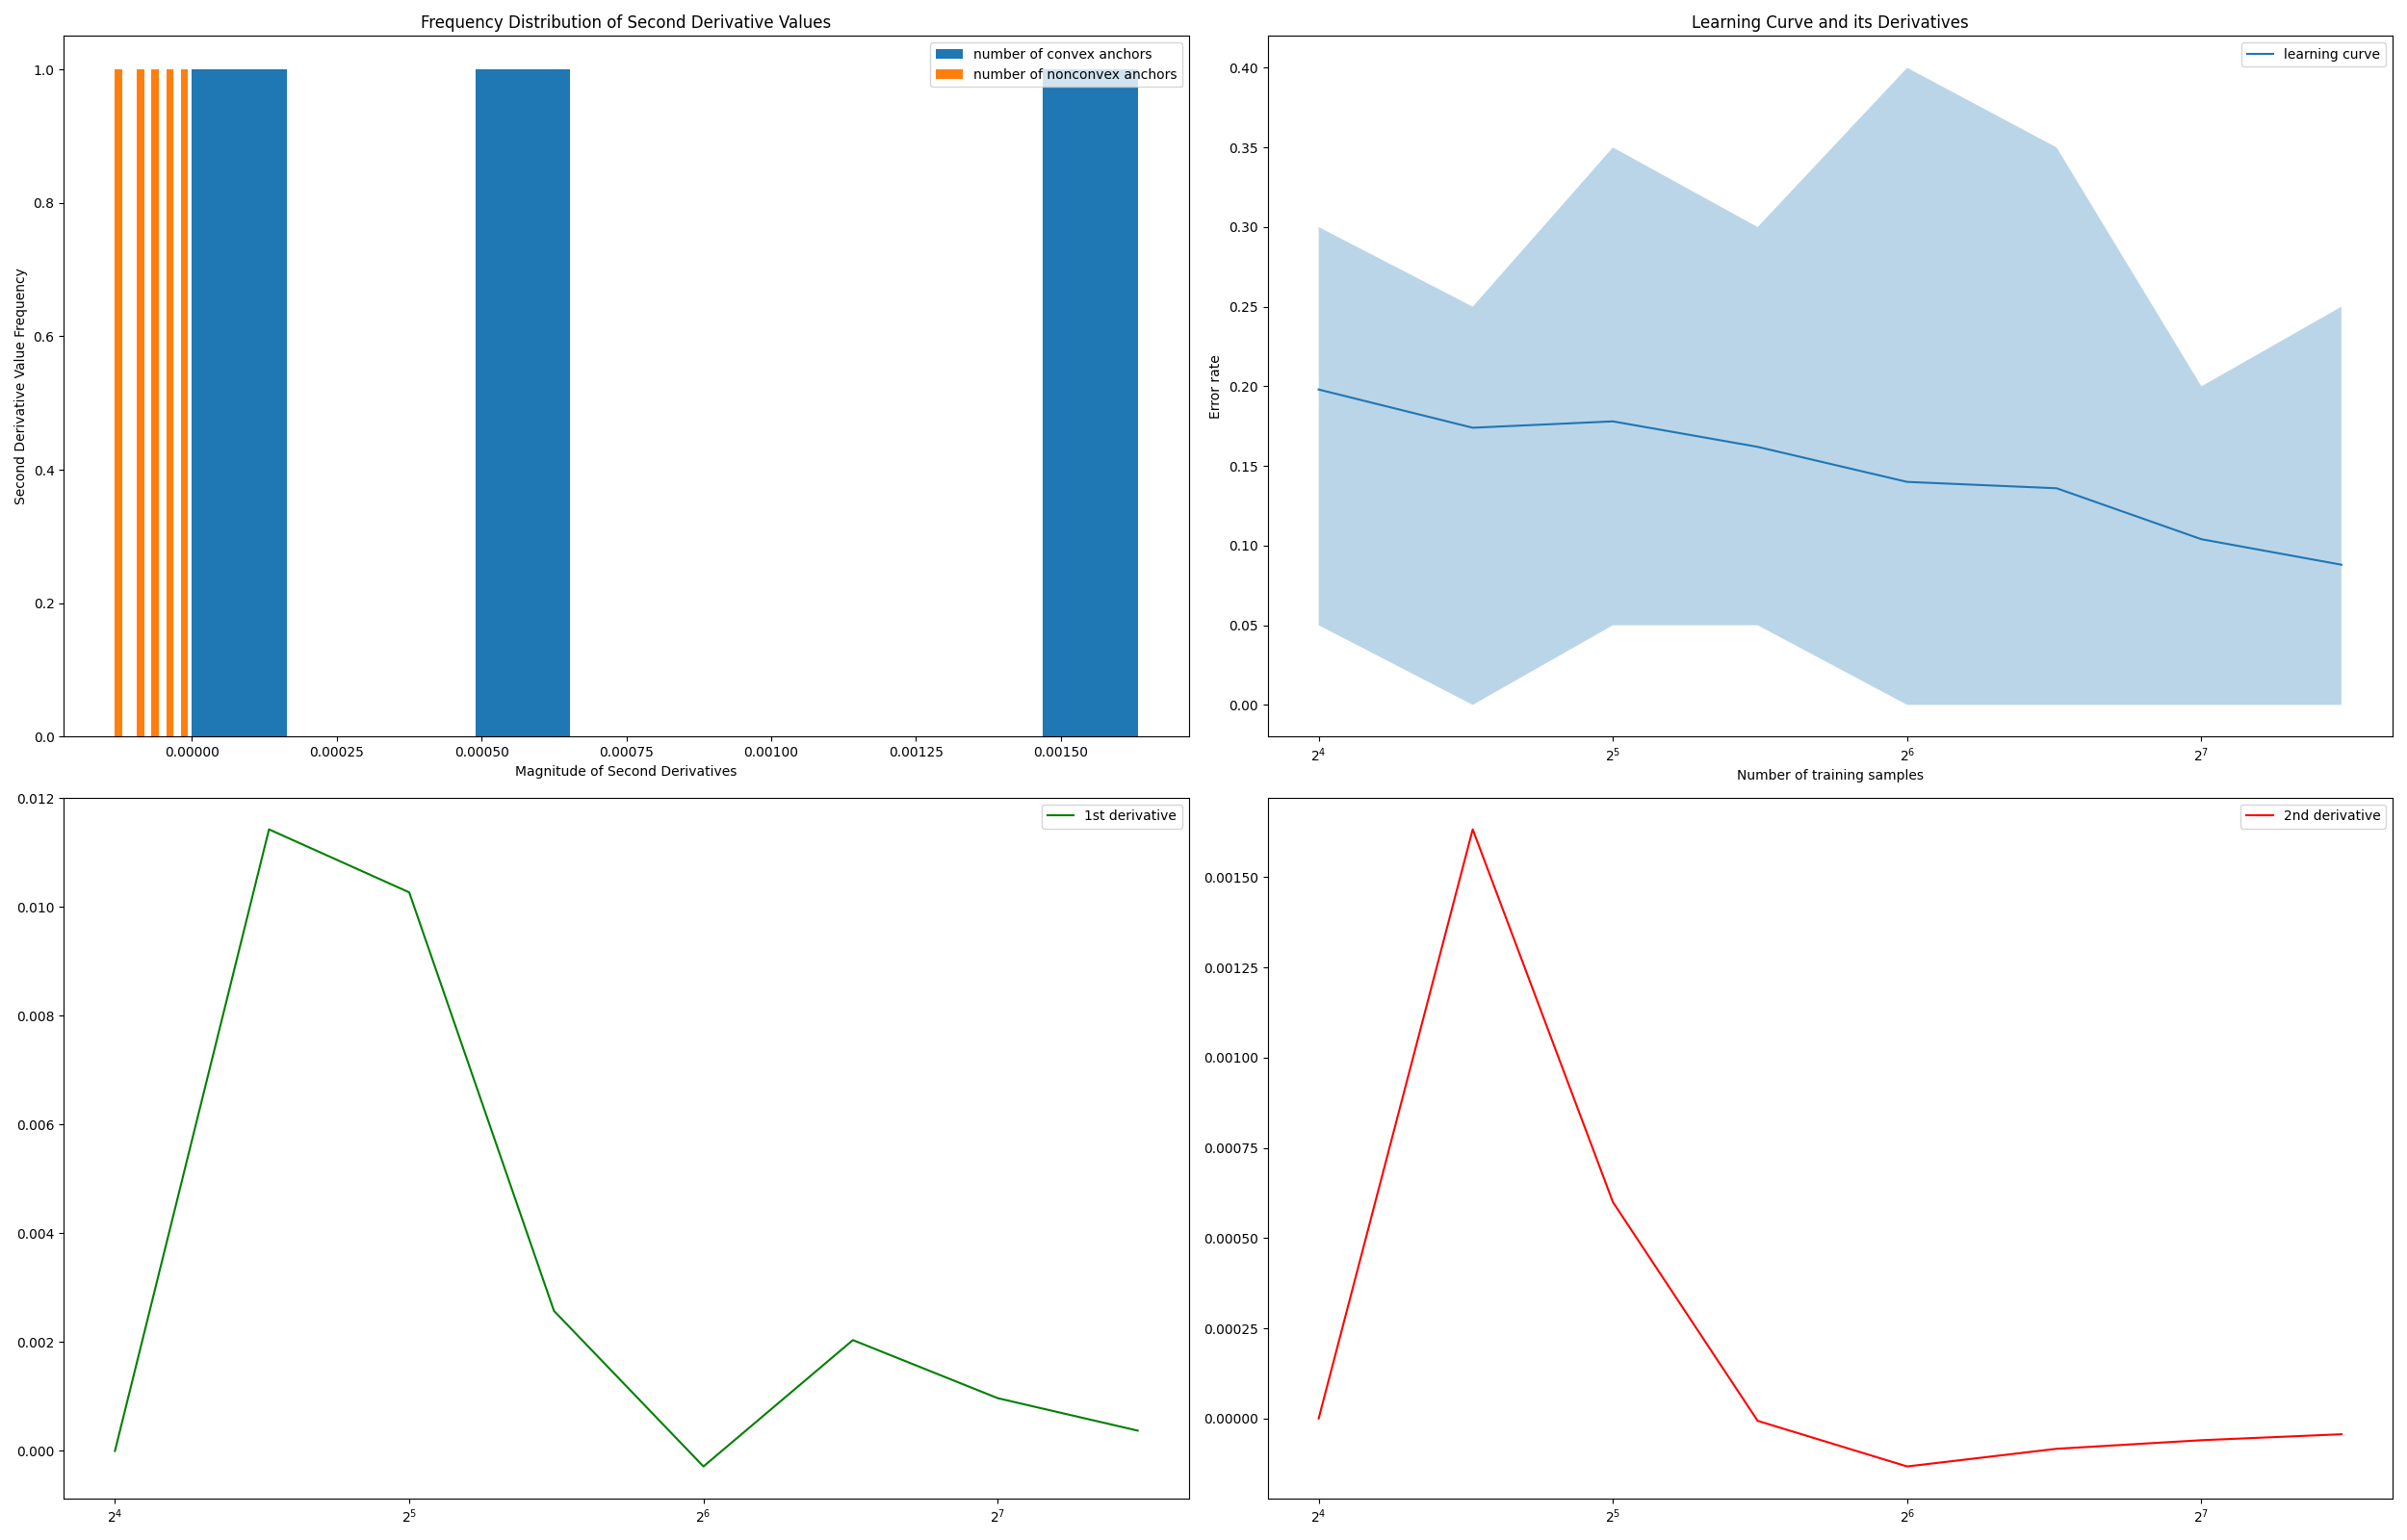 Frequency Distribution of Second Derivative Values
number of convex anchors
number of nonconvex anchors
Second Derivative Value Frequency
1.0
0.8
0.6
0.4
0.2
0.0
0.00000 0.00025 0.00050 0.00075 0.00100 0.00125 0.00150
Magnitude of Second Derivatives
Learning Curve and its Derivatives
learning curve
Error rate
0.40
0.35
0.30
0.25
0.20
0.15
0.10
0.05
0.00
2⁴ 2⁵ 2⁶ 2⁷
Number of training samples
1st derivative
0.012
0.010
0.008
0.006
0.004
0.002
0.000
2⁴ 2⁵ 2⁶ 2⁷
2nd derivative
0.00150
0.00125
0.00100
0.00075
0.00050
0.00025
0.00000
2⁴ 2⁵ 2⁶ 2⁷